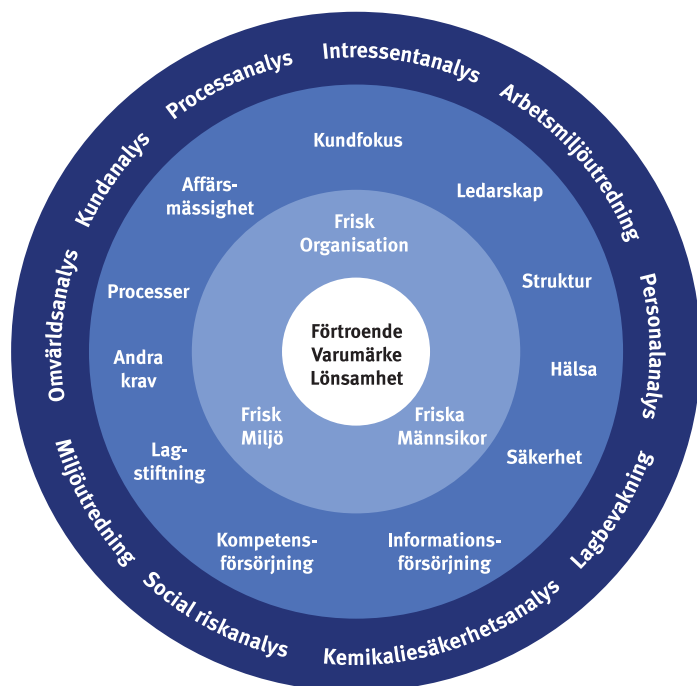 Intressentanalys
Arbetsmiljöutredning
Personalanalys
Lagbevakning
Kemikaliesäkerhetsanalys
Social riskanalys
Miljöutredning
Omvärldsanalys
Kundanalys
Processanalys
Kundfokus
Ledarskap
Struktur
Hälsa
Säkerhet
Informations-
försörjning
Kompetens-
försörjning
Lag-
stiftning
Andra
krav
Processer
Affärs-
mässighet
Frisk
Organisation
Friska
Männsikor
Frisk
Miljö
Förtroende
Varumärke
Lönsamhet